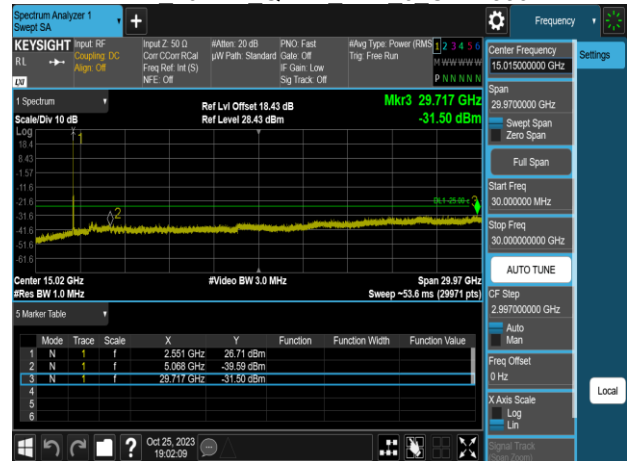 Spectrum Analyzer 1
Swept SA
Frequency
KEYSIGHT
RL
Input: RF
Coupling: DC
Align: Off
Input Z: 50 Ω
Corr CCorr RCal
Freq Ref: Int (S)
NFE: Off
#Atten: 20 dB
µW Path: Standard
PNO: Fast
Gate: Off
IF Gain: Low
Sig Track: Off
#Avg Type: Power (RMS
Trig: Free Run
1 2 3 4 5 6
M W W W W W
P N N N N N
Center Frequency
15.015000000 GHz
Settings
Span
29.9700000 GHz
Swept Span
Zero Span
Full Span
Start Freq
30.000000 MHz
Stop Freq
30.000000000 GHz
AUTO TUNE
CF Step
2.997000000 GHz
Auto
Man
Freq Offset
0 Hz
X Axis Scale
Log
Lin
Local
Signal Track
(Span Zoom)
1 Spectrum
Scale/Div 10 dB
Ref Lvl Offset 18.43 dB
Ref Level 28.43 dBm
Mkr3 29.717 GHz
-31.50 dBm
Log
18.4
8.43
-1.57
-11.6
-21.6
-31.6
-41.6
-51.6
-61.6
1
2
3
Center 15.02 GHz
#Res BW 1.0 MHz
#Video BW 3.0 MHz
Span 29.97 GHz
Sweep ~53.6 ms (29971 pts)
5 Marker Table
Mode Trace Scale X Y Function Function Width Function Value
1 N 1 f 2.551 GHz 26.71 dBm
2 N 1 f 5.068 GHz -39.59 dBm
3 N 1 f 29.717 GHz -31.50 dBm
4
5
6
Oct 25, 2023
19:02:09